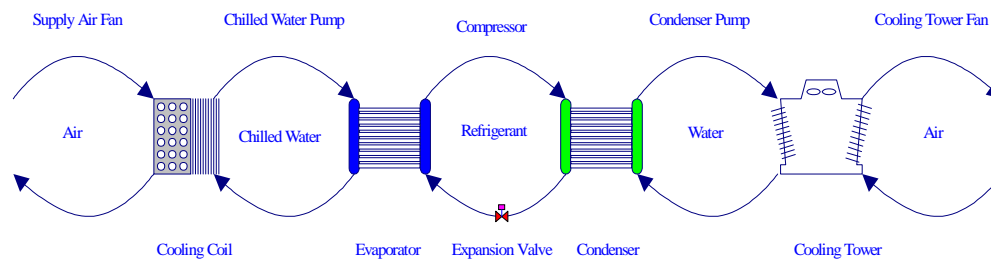 Supply Air Fan
Chilled Water Pump
Compressor
Condenser Pump
Cooling Tower Fan
Air
Chilled Water
Refrigerant
Water
Air
Cooling Coil
Evaporator
Expansion Valve
Condenser
Cooling Tower